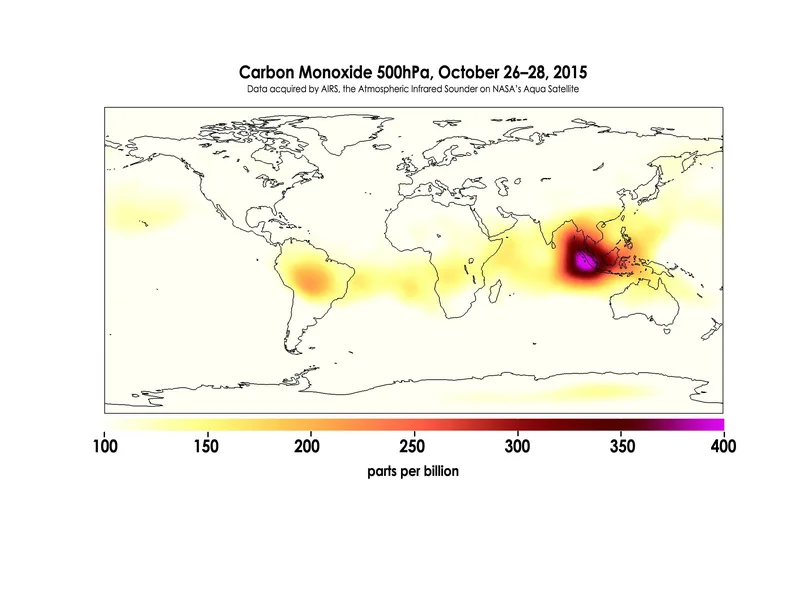 Carbon Monoxide 500hPa, October 26–28, 2015
Data acquired by AIRS, the Atmospheric Infrared Sounder on NASA's Aqua Satellite
100 150 200 250 300 350 400
parts per billion